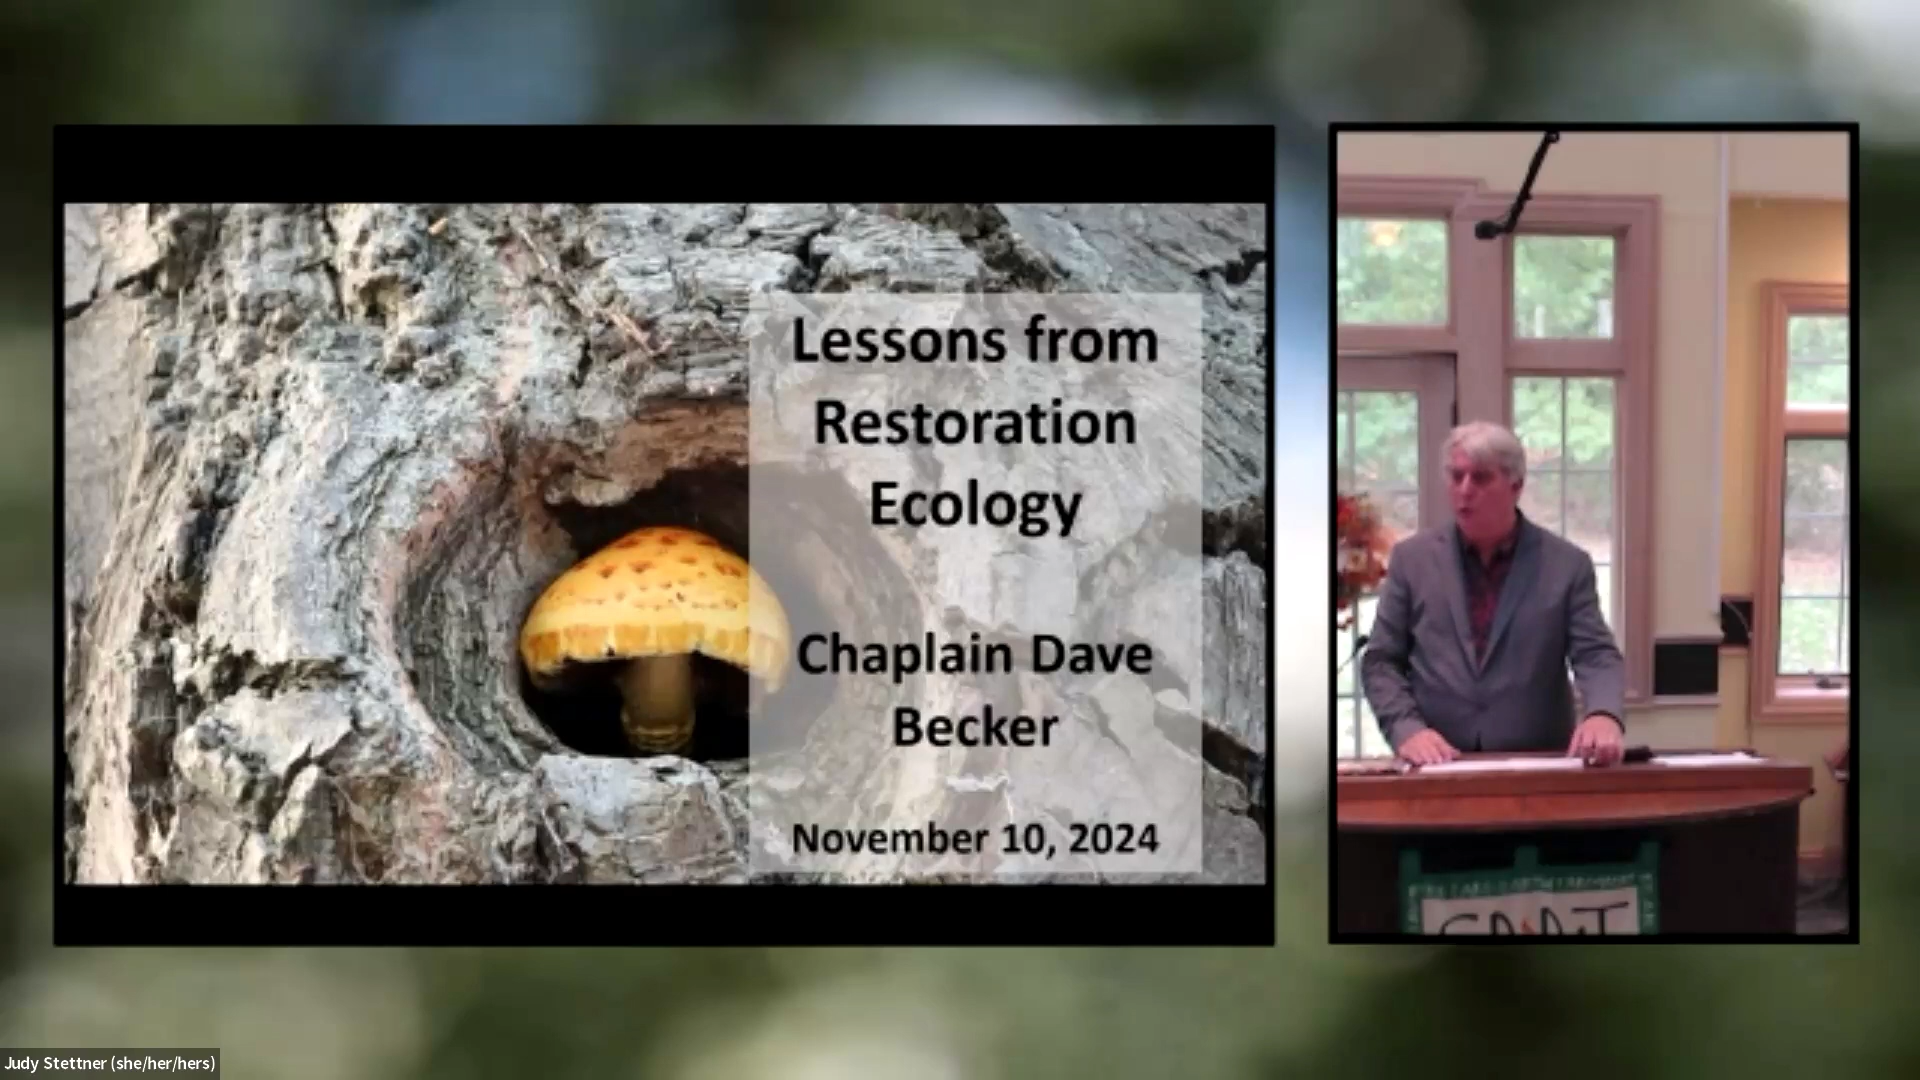 Lessons from
Restoration
Ecology
Chaplain Dave
Becker
November 10, 2024
Judy Stettner (she/her/hers)